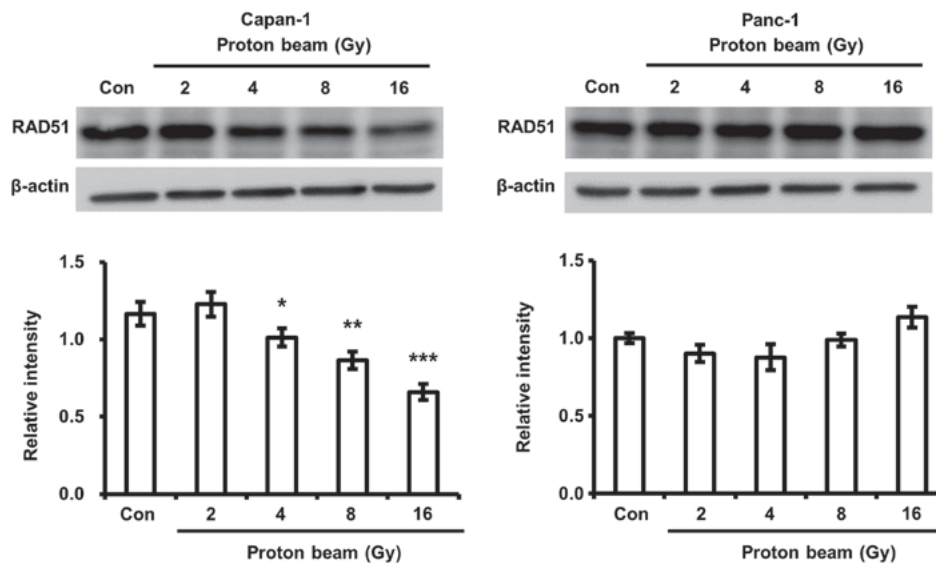 Capan-1
Proton beam (Gy)
Con 2 4 8 16
RAD51
β-actin
1.5
1.0
0.5
0.0
Relative intensity
* ** ***
Con 2 4 8 16
Proton beam (Gy)
Panc-1
Proton beam (Gy)
Con 2 4 8 16
RAD51
β-actin
1.5
1.0
0.5
0.0
Relative intensity
Con 2 4 8 16
Proton beam (Gy)